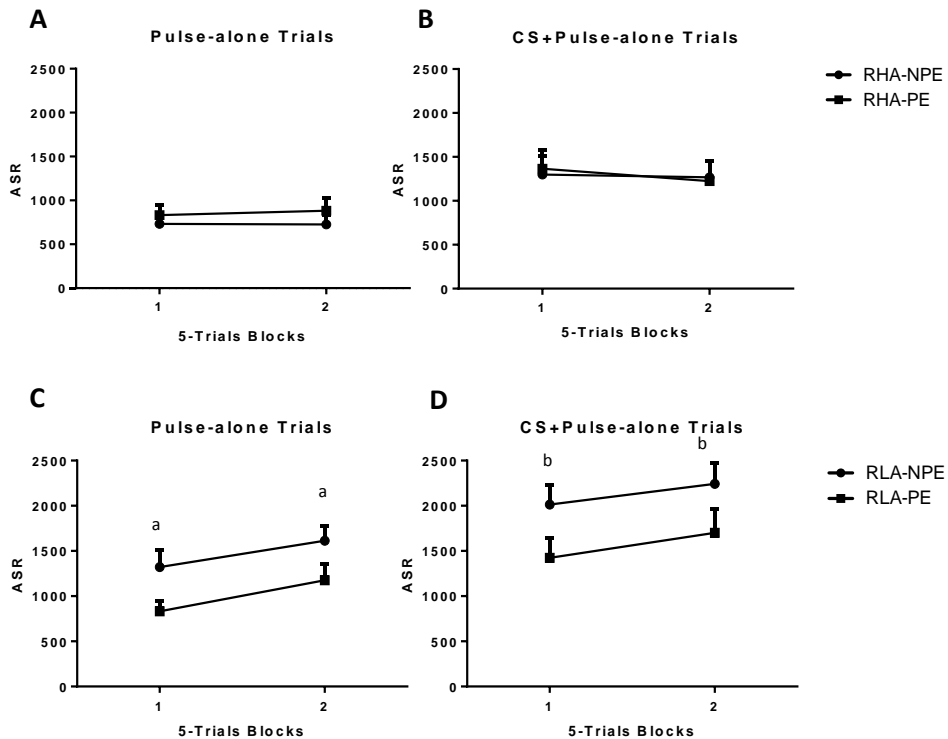 A
Pulse-alone Trials
2500
2000
1500
1000
500
0
ASR
1
2
5-Trials Blocks
B
CS+Pulse-alone Trials
2500
2000
1500
1000
500
0
ASR
1
2
5-Trials Blocks
RHA-NPE
RHA-PE
C
Pulse-alone Trials
2500
2000
1500
1000
500
0
ASR
a
a
1
2
5-Trials Blocks
D
CS+Pulse-alone Trials
2500
2000
1500
1000
500
0
ASR
b
b
1
2
5-Trials Blocks
RLA-NPE
RLA-PE